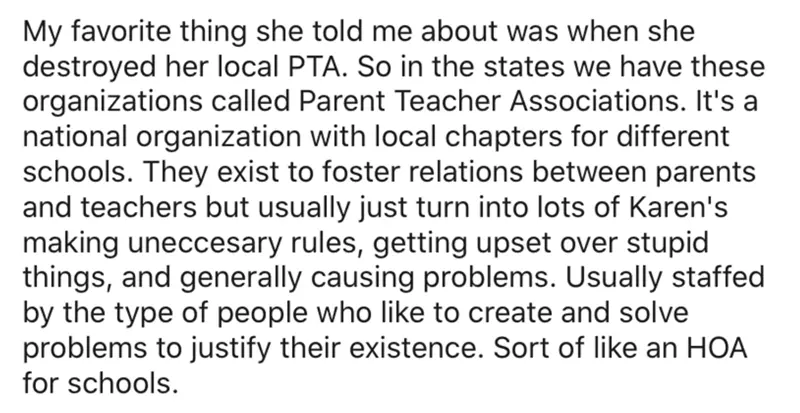 My favorite thing she told me about was when she
destroyed her local PTA. So in the states we have these
organizations called Parent Teacher Associations. It's a
national organization with local chapters for different
schools. They exist to foster relations between parents
and teachers but usually just turn into lots of Karen's
making uneccesary rules, getting upset over stupid
things, and generally causing problems. Usually staffed
by the type of people who like to create and solve
problems to justify their existence. Sort of like an HOA
for schools.